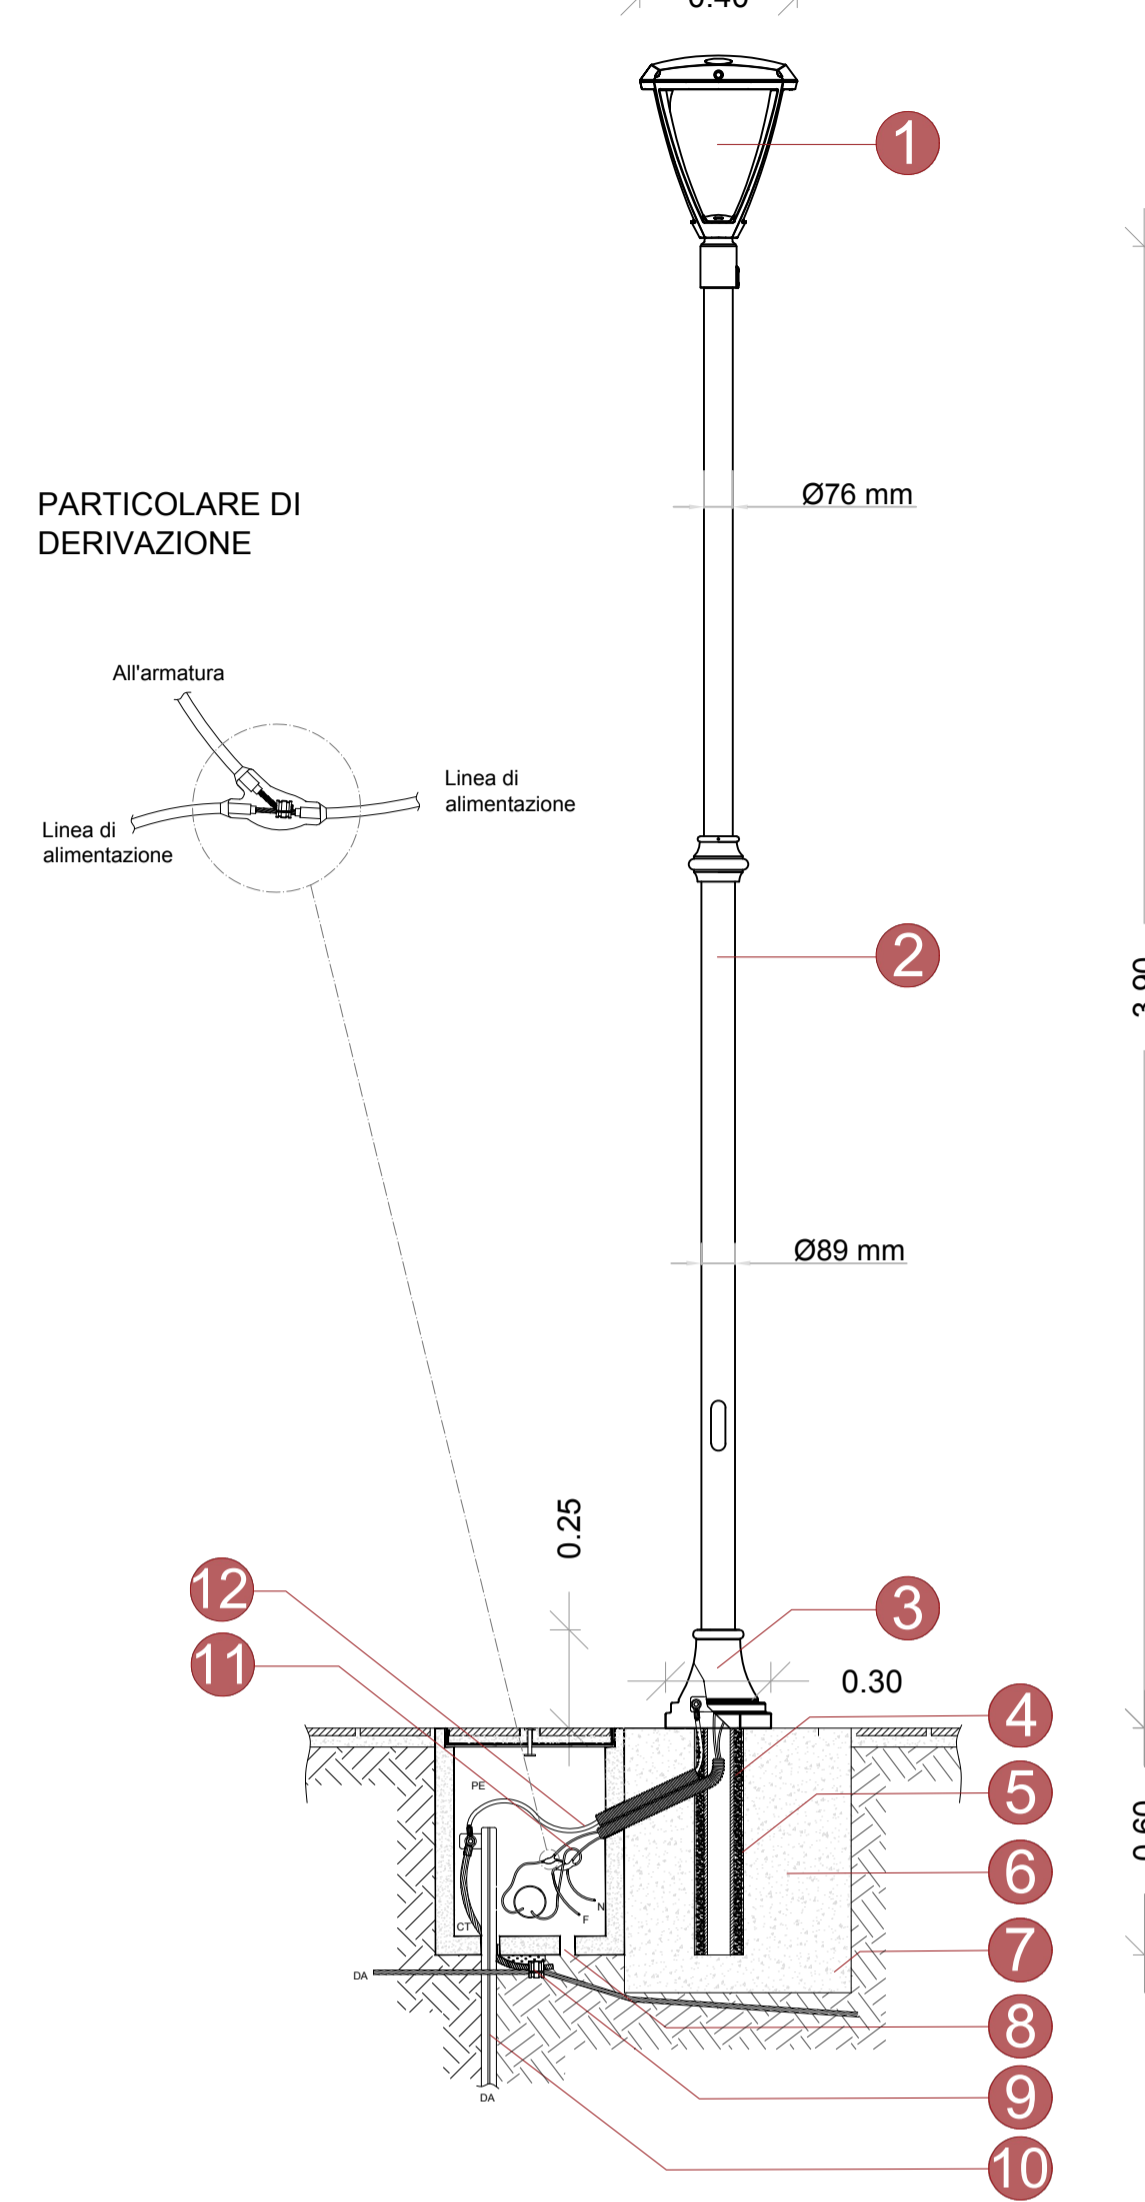 1
PARTICOLARE DI
DERIVAZIONE
Ø76 mm
All'armatura
Linea di
alimentazione
Linea di
alimentazione
2
Ø89 mm
0.25
12
3
11
0.30
4
PE
5
6
N
F
CT
7
DA
8
DA
9
10